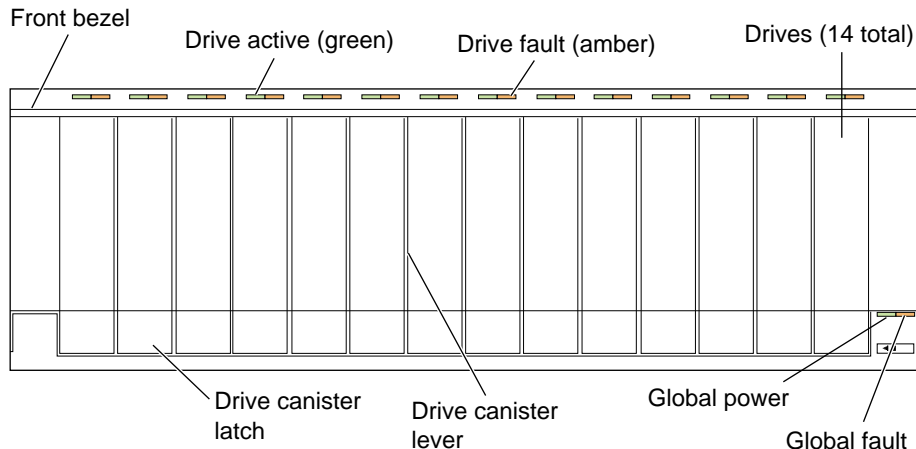 Front bezel
Drive active (green)
Drive fault (amber)
Drives (14 total)
Drive canister
latch
Drive canister
lever
Global power
Global fault